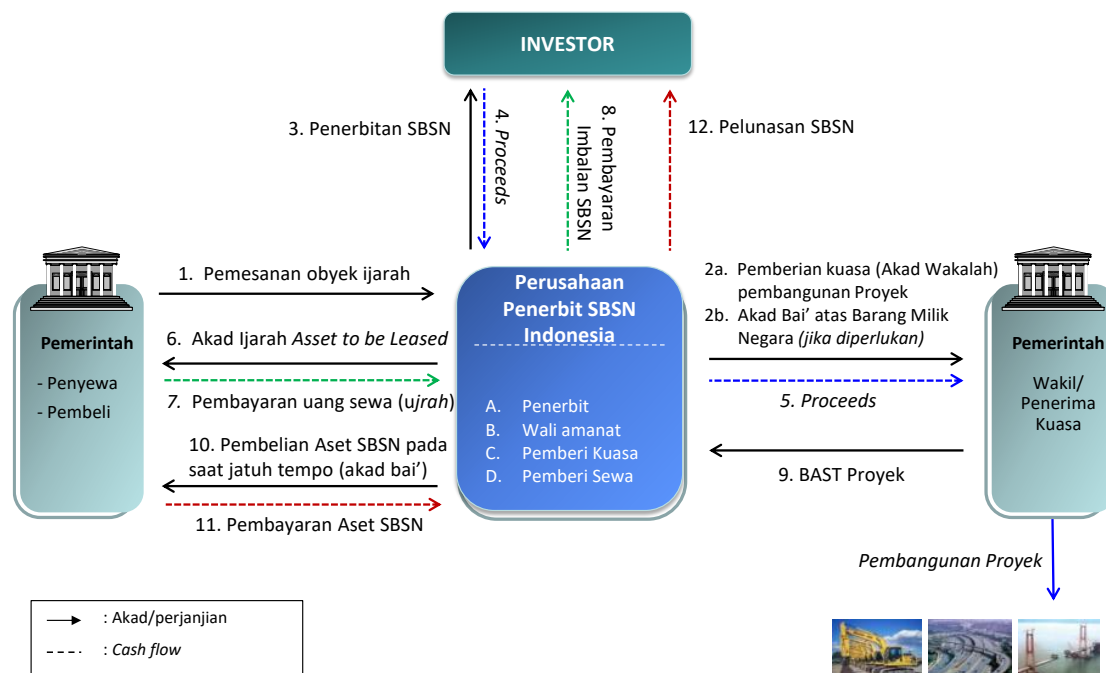 INVESTOR
3. Penerbitan SBSN
4. Proceeds
8. Pembayaran
Imbalan SBSN
12. Pelunasan SBSN
Pemerintah
- Penyewa
- Pembeli
1. Pemesanan obyek ijarah
6. Akad Ijarah Asset to be Leased
7. Pembayaran uang sewa (ujrah)
10. Pembelian Aset SBSN pada
saat jatuh tempo (akad bai’)
11. Pembayaran Aset SBSN
Perusahaan
Penerbit SBSN
Indonesia
A. Penerbit
B. Wali amanat
C. Pemberi Kuasa
D. Pemberi Sewa
2a. Pemberian kuasa (Akad Wakalah)
pembangunan Proyek
2b. Akad Bai’ atas Barang Milik
Negara (jika diperlukan)
5. Proceeds
9. BAST Proyek
Pemerintah
Wakil/
Penerima
Kuasa
Pembangunan Proyek
: Akad/perjanjian
: Cash flow